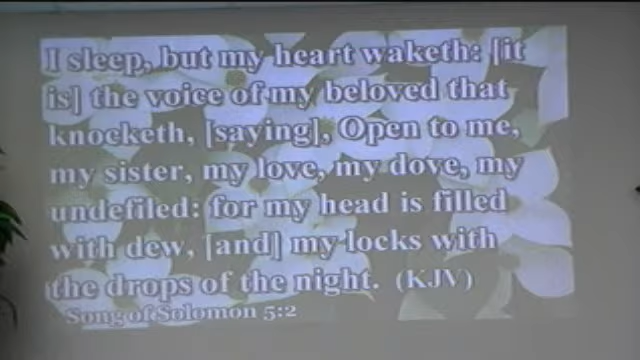 I sleep, but my heart waketh: [it
is] the voice of my beloved that
knocketh, [saying], Open to me,
my sister, my love, my dove, my
undefiled: for my head is filled
with dew, [and] my locks with
the drops of the night. (KJV)
Song of Solomon 5:2